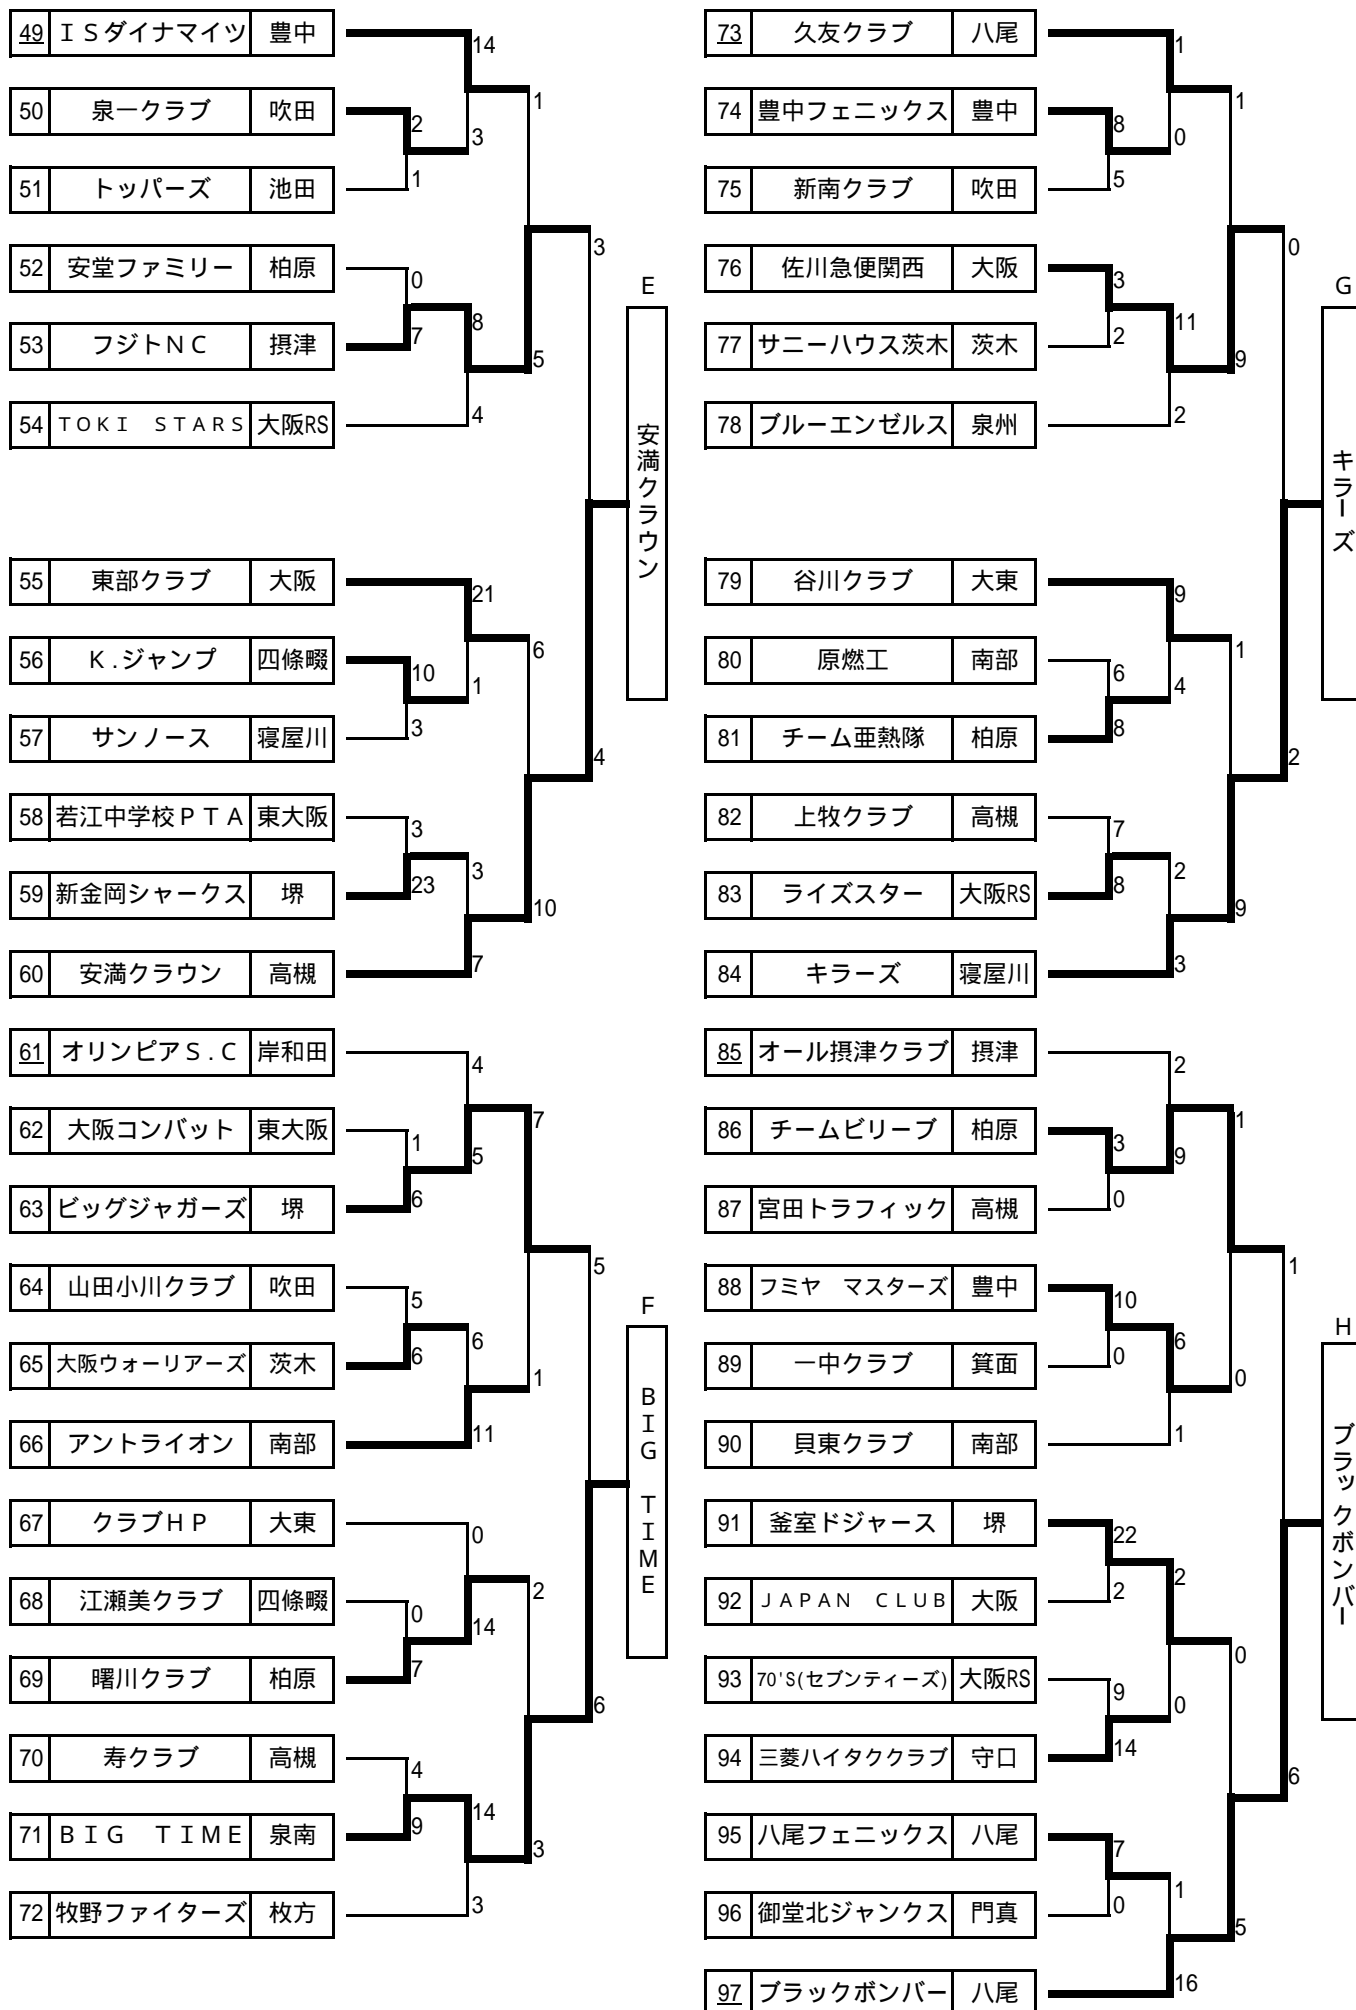 49 ＩＳダイナマイツ 豊中
14
50 泉一クラブ 吹田
2
3
1
51 トッパーズ 池田
1
52 安堂ファミリー 柏原
0
3
53 フジトＮＣ 摂津
7
8
5
54 ＴＯＫＩ　ＳＴＡＲＳ 大阪RS
4
E
安満クラウン
55 東部クラブ 大阪
21
56 Ｋ.ジャンプ 四條畷
10
1
6
57 サンノース 寝屋川
3
4
58 若江中学校ＰＴＡ 東大阪
3
59 新金岡シャークス 堺
23
3
10
60 安満クラウン 高槻
7
61 オリンピアＳ.Ｃ 岸和田
4
62 大阪コンバット 東大阪
1
5
7
63 ビッグジャガーズ 堺
6
64 山田小川クラブ 吹田
5
5
65 大阪ウォーリアーズ 茨木
6
6
1
66 アントライオン 南部
11
F
ＢＩＧ　ＴＩＭＥ
67 クラブＨＰ 大東
0
68 江瀬美クラブ 四條畷
0
14
2
69 曙川クラブ 柏原
7
6
70 寿クラブ 高槻
4
71 ＢＩＧ　ＴＩＭＥ 泉南
9
14
3
72 牧野ファイターズ 枚方
3
73 久友クラブ 八尾
1
74 豊中フェニックス 豊中
8
0
1
75 新南クラブ 吹田
5
76 佐川急便関西 大阪
3
0
77 サニーハウス茨木 茨木
2
11
9
78 ブルーエンゼルス 泉州
2
G
キラーズ
79 谷川クラブ 大東
9
80 原燃工 南部
6
4
1
81 チーム亜熱隊 柏原
8
2
82 上牧クラブ 高槻
7
83 ライズスター 大阪RS
8
2
9
84 キラーズ 寝屋川
3
85 オール摂津クラブ 摂津
2
86 チームビリーブ 柏原
3
9
1
87 宮田トラフィック 高槻
0
88 フミヤ　マスターズ 豊中
10
1
89 一中クラブ 箕面
0
6
0
90 貝東クラブ 南部
1
H
ブラックボンバー
91 釜室ドジャース 堺
22
92 ＪＡＰＡＮ　ＣＬＵＢ 大阪
2
2
93 70'S(セブンティーズ) 大阪RS
9
0
0
94 三菱ハイタククラブ 守口
14
6
95 八尾フェニックス 八尾
7
96 御堂北ジャンクス 門真
0
1
5
97 ブラックボンバー 八尾
16